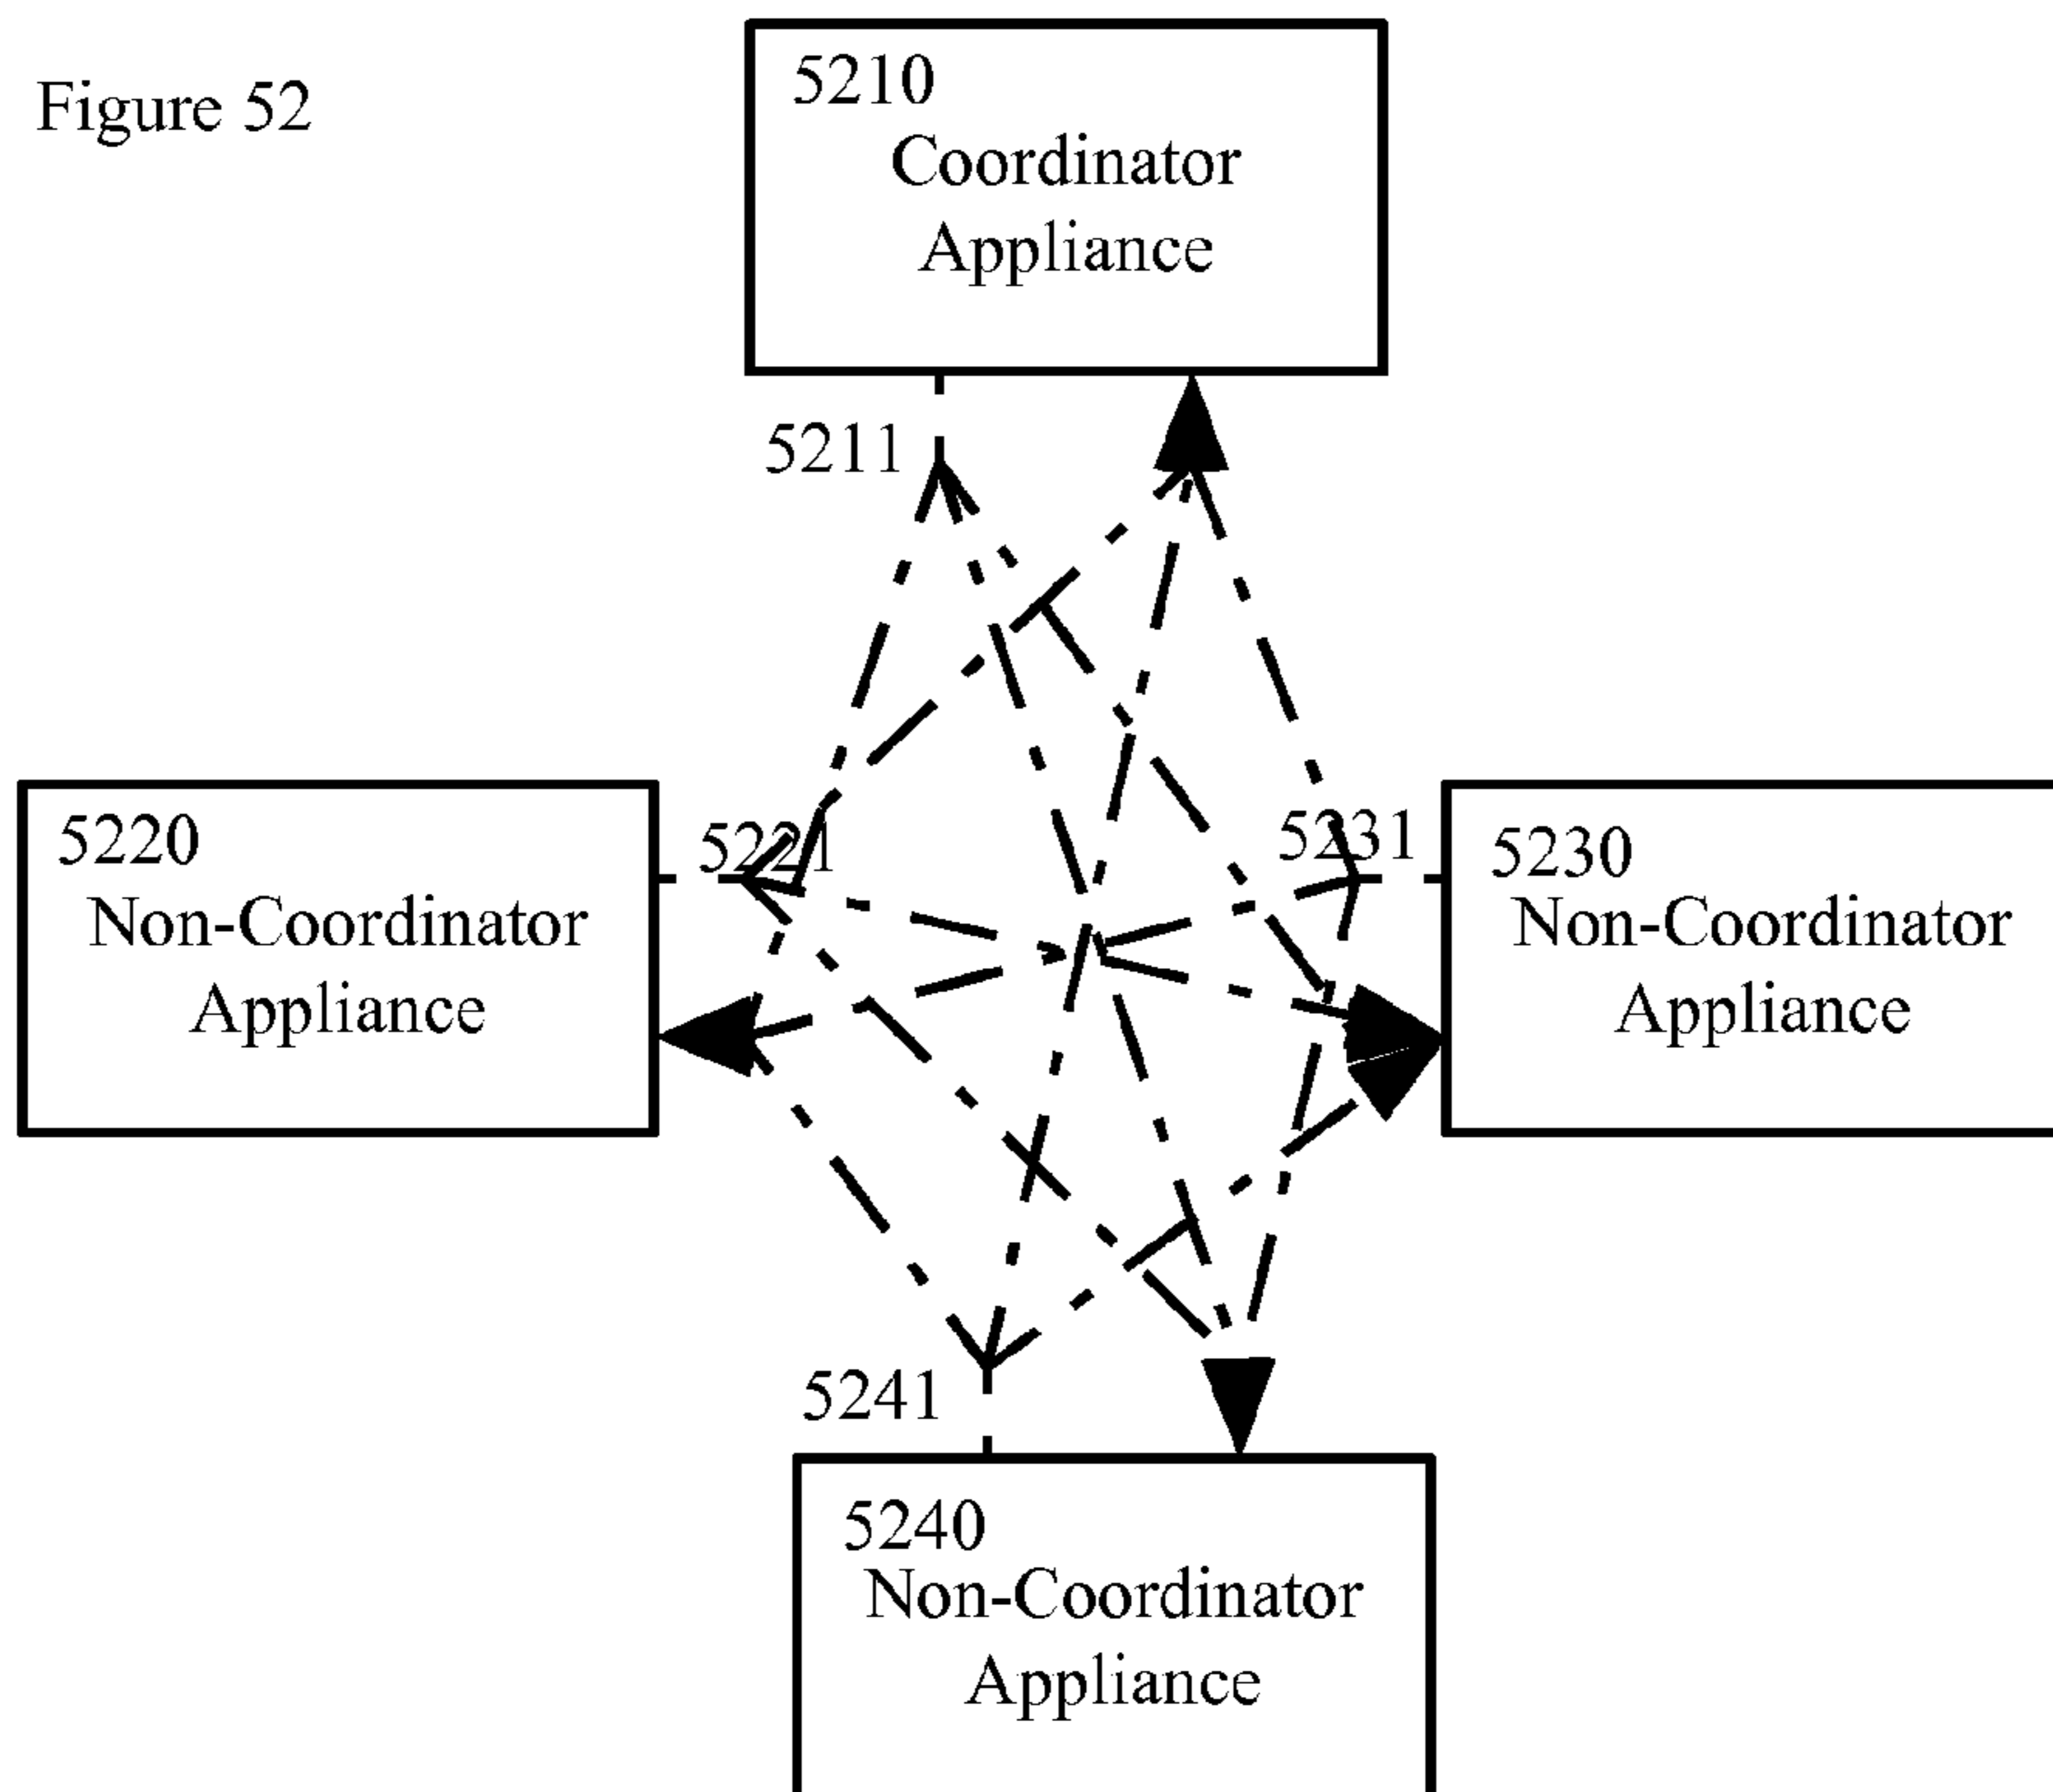 Figure 52
5210
Coordinator
Appliance
5211
5220
Non-Coordinator
Appliance
5221
5231
5230
Non-Coordinator
Appliance
5241
5240
Non-Coordinator
Appliance